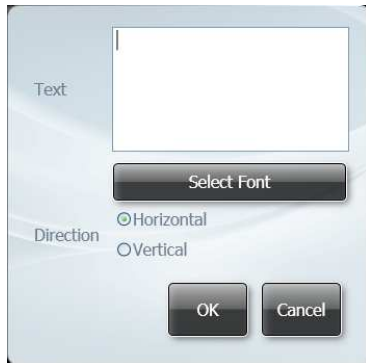 Text
Select Font
Direction
Horizontal
Vertical
OK
Cancel